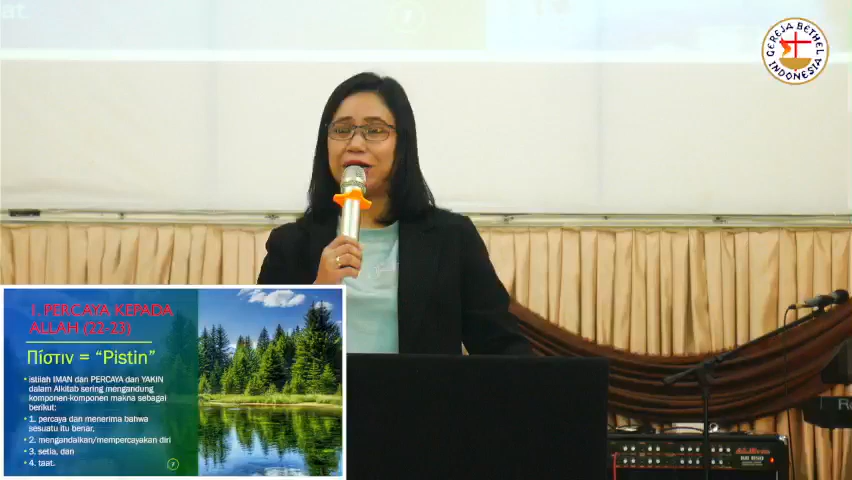 GEREJA BETHEL
INDONESIA
1. PERCAYA KEPADA
ALLAH (22-23)
Πίστιν = "Pistin"
• istilah IMAN dan PERCAYA dan YAKIN
dalam Alkitab sering mengandung
komponen-komponen makna sebagai
berikut:
• 1. percaya dan menerima bahwa
sesuatu itu benar,
• 2. mengandalkan/mempercayakan diri
• 3. setia, dan
• 4. taat.